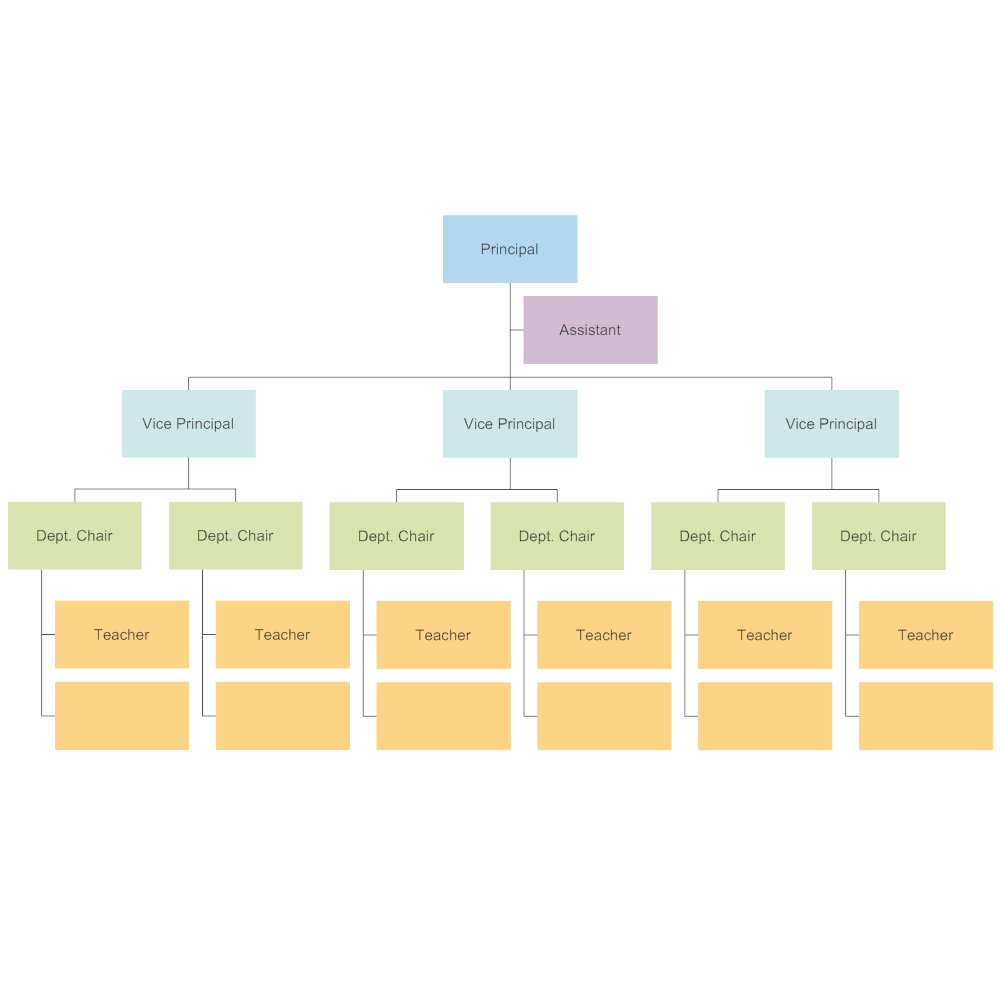 Principal
Assistant
Vice Principal
Vice Principal
Vice Principal
Dept. Chair
Dept. Chair
Dept. Chair
Dept. Chair
Dept. Chair
Dept. Chair
Teacher
Teacher
Teacher
Teacher
Teacher
Teacher